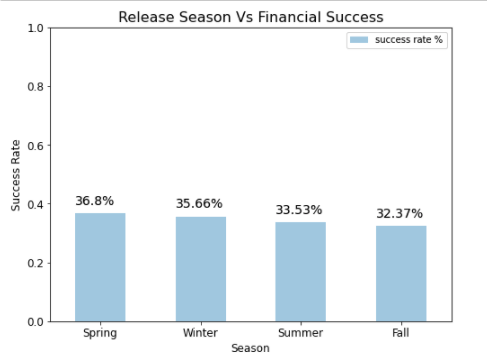 Release Season Vs Financial Success
1.0
success rate %
0.8
0.6
0.4
0.2
0.0
Success Rate
36.8%
35.66%
33.53%
32.37%
Spring
Winter
Summer
Fall
Season